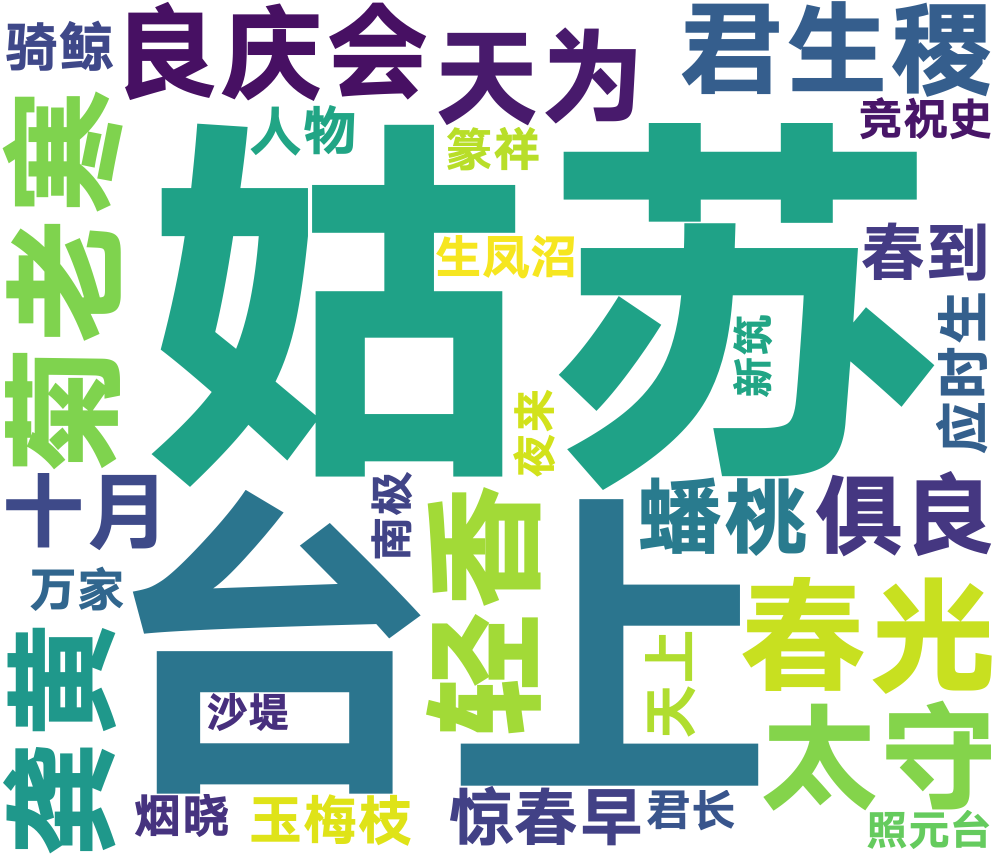 骑鲸
良庆会
天为
君生稷
竞祝史
人物
篆祥
菊老寒
姑苏
生凤沼
春到
新筑
应时生
夜来
十月
南极
轻香
蟠桃
俱良
台上
万家
春光
龚黄
天上
沙堤
太守
烟晓
玉梅枝
惊春早
君长
照元台